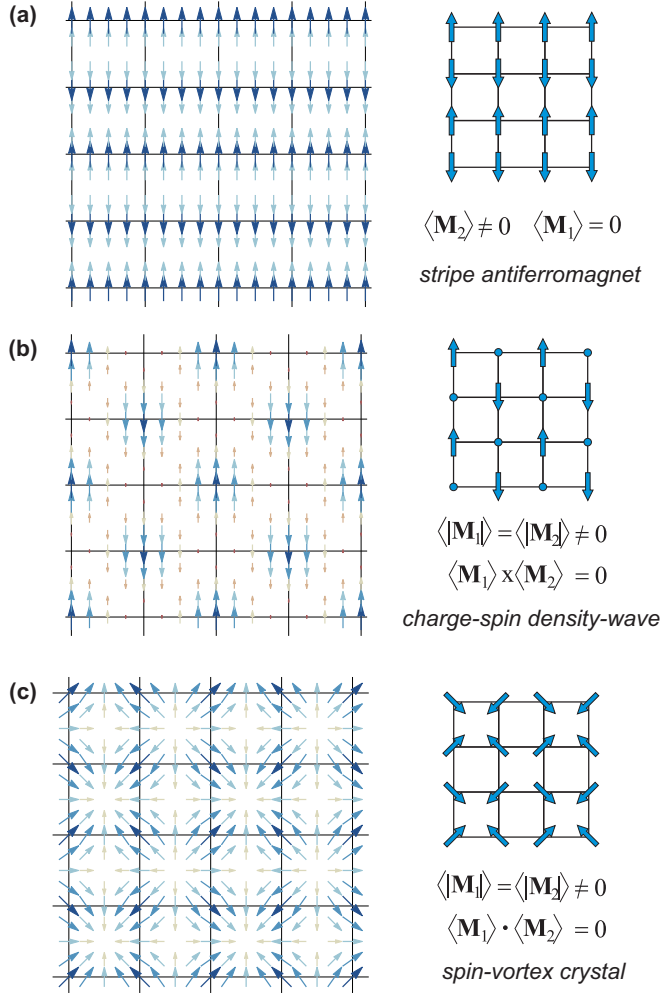 (a)
⟨M₂⟩ ≠ 0 ⟨M₁⟩ = 0
stripe antiferromagnet
(b)
⟨|M₁|⟩ = ⟨|M₂|⟩ ≠ 0
⟨M₁⟩ x ⟨M₂⟩ = 0
charge-spin density-wave
(c)
⟨|M₁|⟩ = ⟨|M₂|⟩ ≠ 0
⟨M₁⟩ • ⟨M₂⟩ = 0
spin-vortex crystal